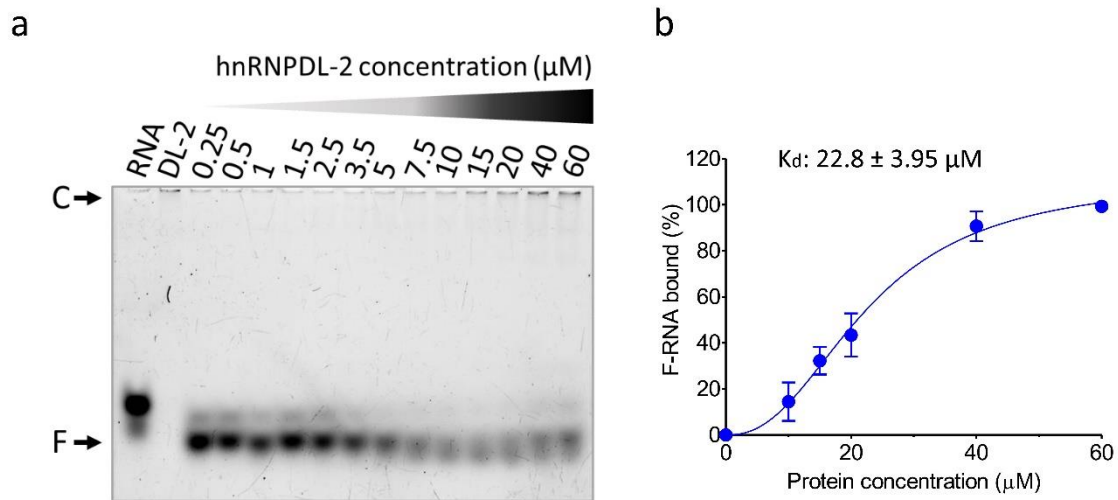 a
hnRNPDL-2 concentration (µM)
RNA DL-2 0.25 0.5 1 1.5 2.5 3.5 5 7.5 10 15 20 40 60
C
F
b
Kd: 22.8 ± 3.95 µM
120
100
80
60
40
20
0
F-RNA bound (%)
0 20 40 60
Protein concentration (µM)